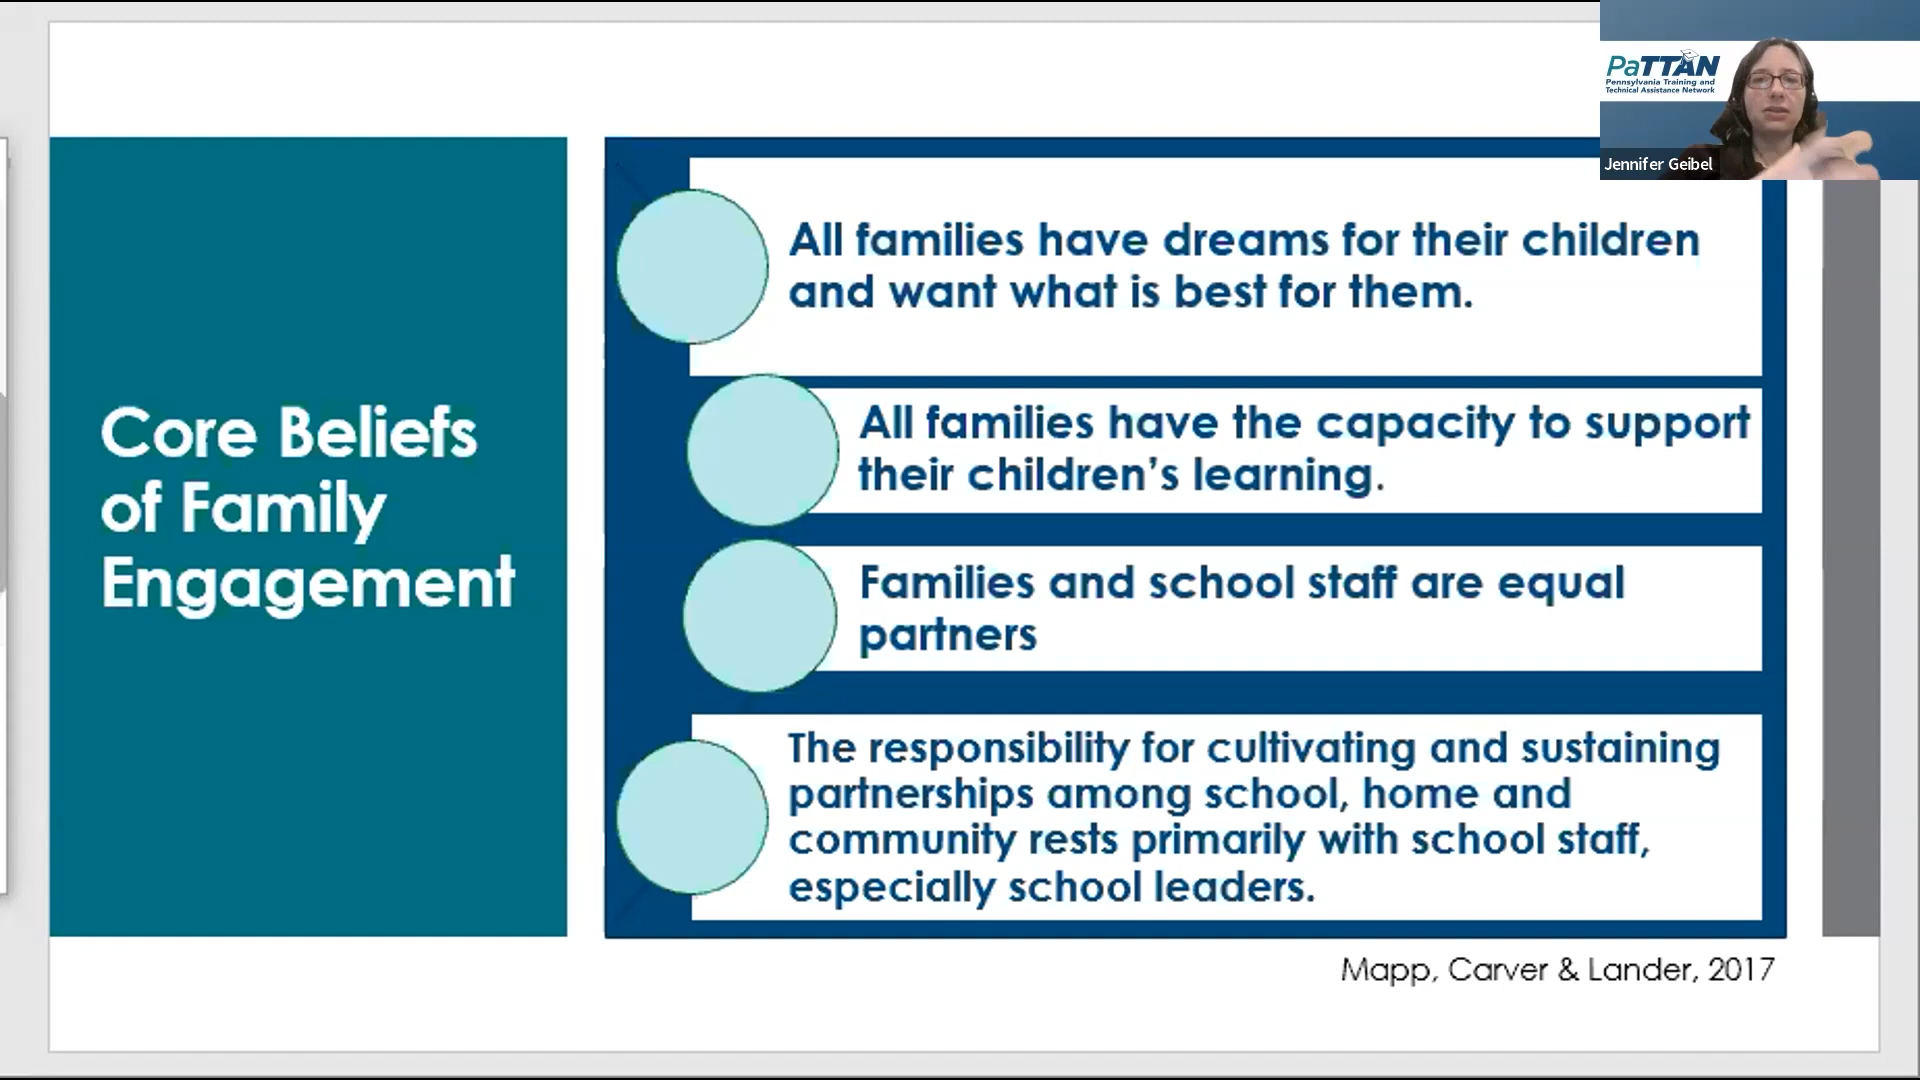 PaTTAN
Pennsylvania Training and
Technical Assistance Network
Jennifer Geibel
Core Beliefs
of Family
Engagement
All families have dreams for their children
and want what is best for them.
All families have the capacity to support
their children’s learning.
Families and school staff are equal
partners
The responsibility for cultivating and sustaining
partnerships among school, home and
community rests primarily with school staff,
especially school leaders.
Mapp, Carver & Lander, 2017